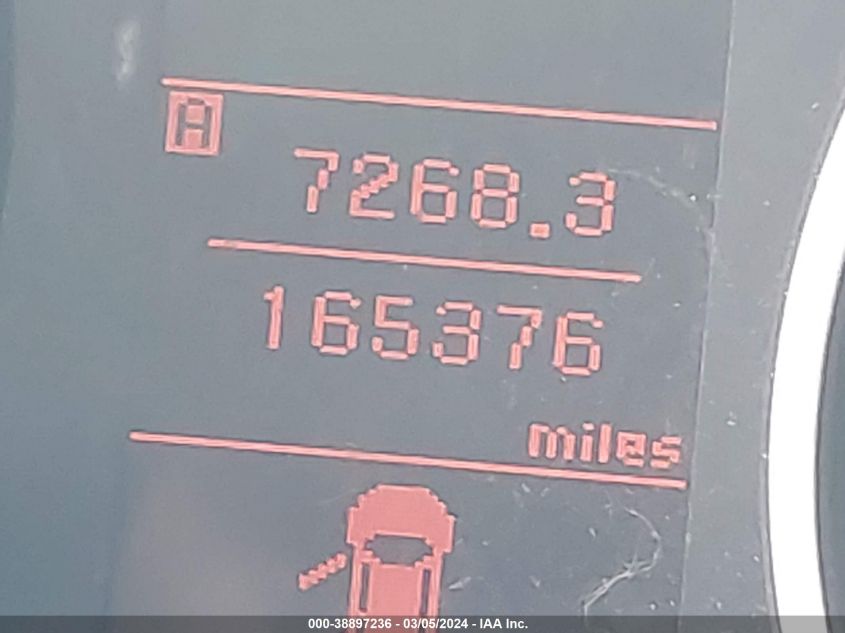 A
7268.3
165376
miles
000-38897236 - 03/05/2024 - IAA Inc.